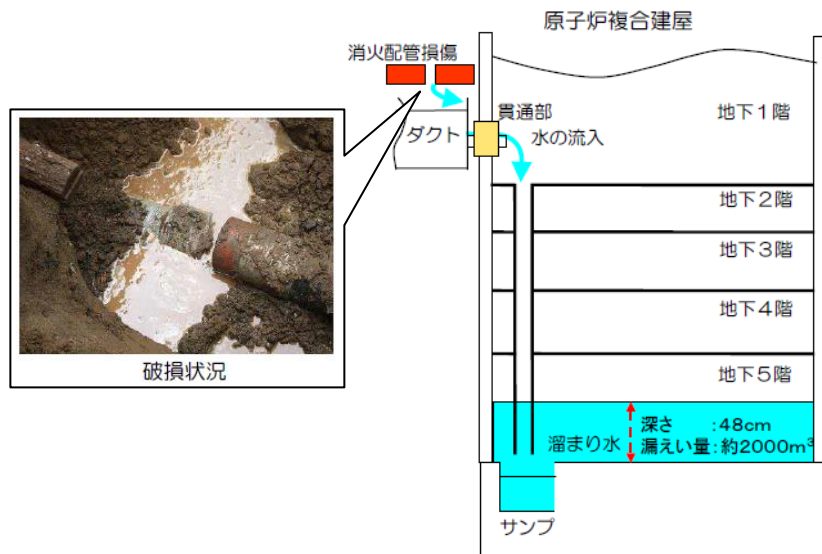 原子炉複合建屋
消火配管損傷
貫通部
ダクト
水の流入
地下1階
地下2階
地下3階
地下4階
地下5階
破損状況
深さ :48cm
漏えい量:約2000m³
溜まり水
サンプ